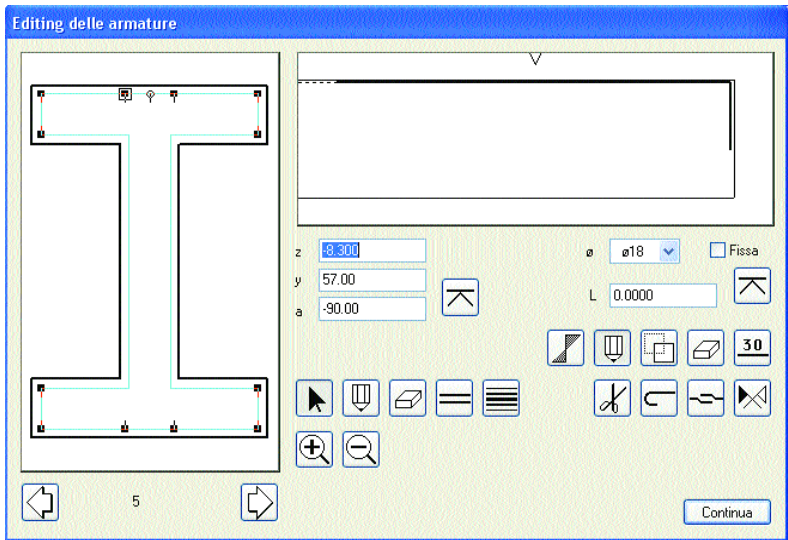 Editing delle armature
z -8.300
y 57.00
a -90.00
ø ø18 Fissa
L 0.0000
30
5
Continua